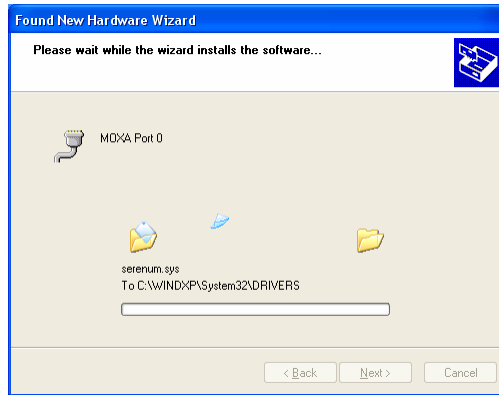 Found New Hardware Wizard
Please wait while the wizard installs the software...
MOXA Port 0
serenum.sys
To C:\WINDXP\System32\DRIVERS
< Back
Next >
Cancel